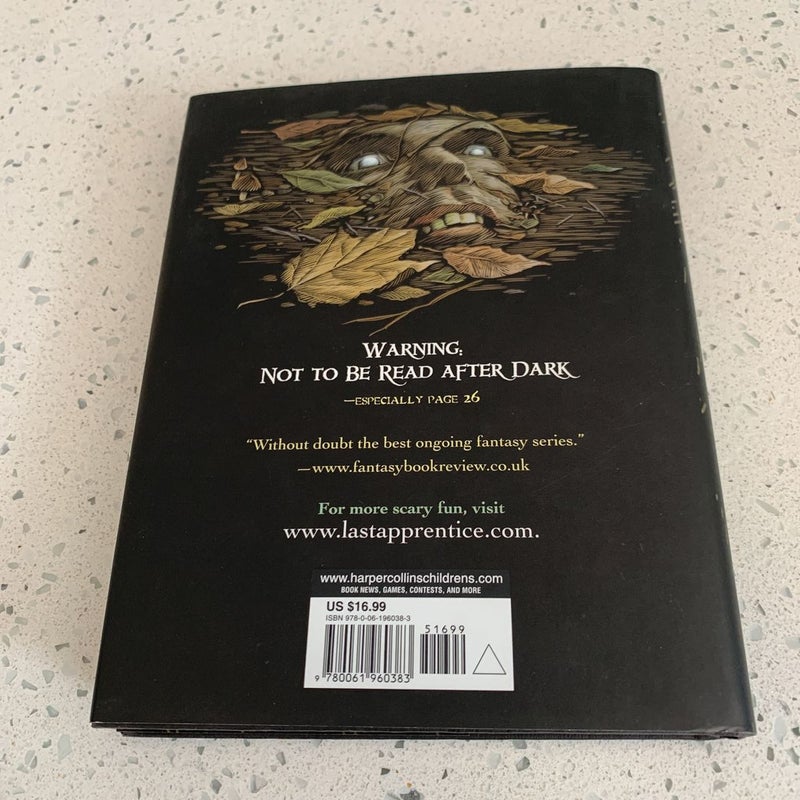 WARNING:
NOT TO BE READ AFTER DARK
—ESPECIALLY PAGE 26
“Without doubt the best ongoing fantasy series.”
—www.fantasybookreview.co.uk
For more scary fun, visit
www.lastapprentice.com.
www.harpercollinschildrens.com
BOOK NEWS, GAMES, CONTESTS, AND MORE
US $16.99
ISBN 978-0-06-196038-3
51699
9 780061 960383